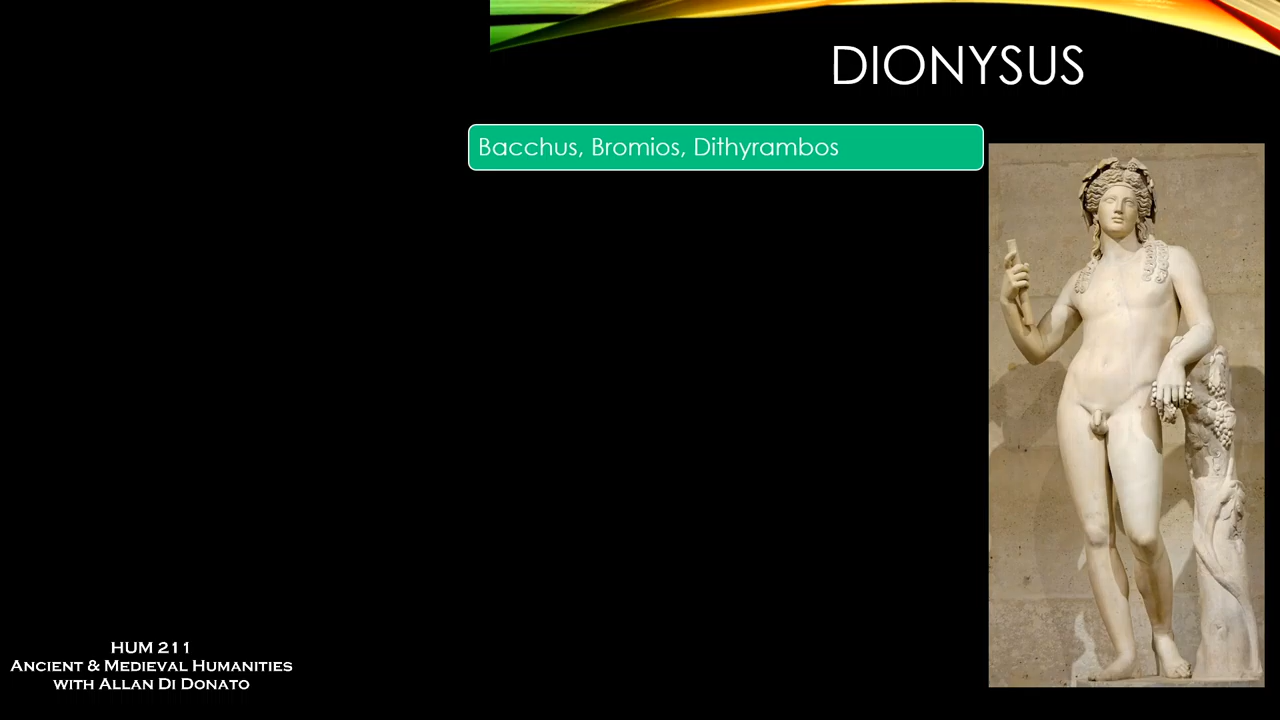 DIONYSUS
Bacchus, Bromios, Dithyrambos
HUM 211
Ancient & Medieval Humanities
with Allan Di Donato